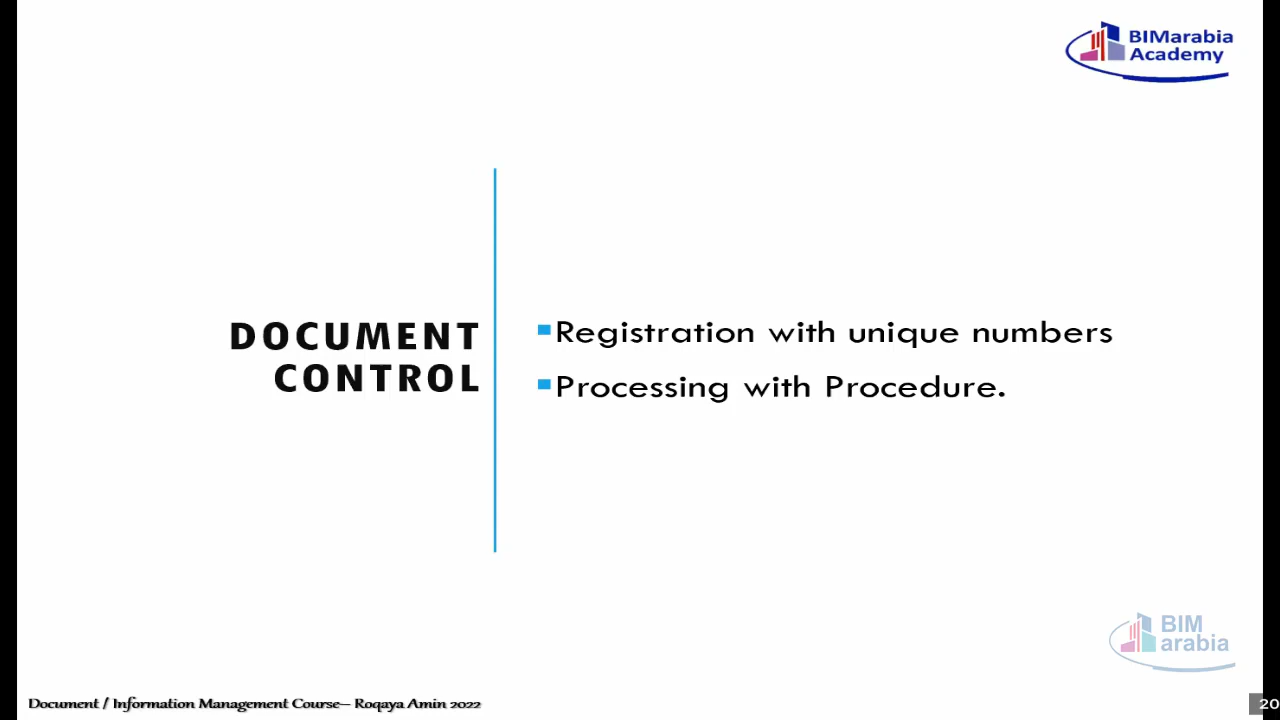 BIMarabia
Academy
DOCUMENT
CONTROL
Registration with unique numbers
Processing with Procedure.
BIM
arabia
Document / Information Management Course– Roqaya Amin 2022
20